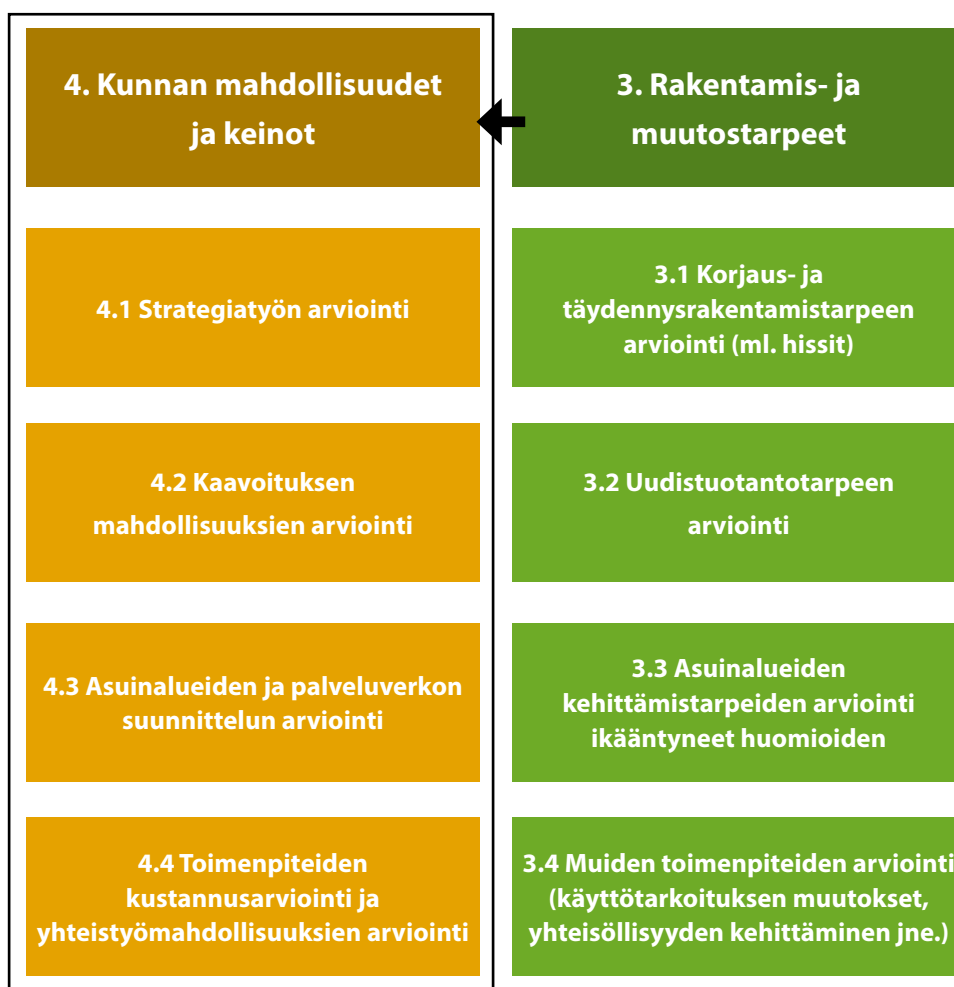 4. Kunnan mahdollisuudet
ja keinot
4.1 Strategiatyön arviointi
4.2 Kaavoituksen
mahdollisuuksien arviointi
4.3 Asuinalueiden ja palveluverkon
suunnittelun arviointi
4.4 Toimenpiteiden
kustannusarviointi ja
yhteistyömahdollisuuksien arviointi
3. Rakentamis- ja
muutostarpeet
3.1 Korjaus- ja
täydennysrakentamistarpeen
arviointi (ml. hissit)
3.2 Uudistuotantotarpeen
arviointi
3.3 Asuinalueiden
kehittämistarpeiden arviointi
ikääntyneet huomioiden
3.4 Muiden toimenpiteiden arviointi
(käyttötarkoituksen muutokset,
yhteisöllisyyden kehittäminen jne.)